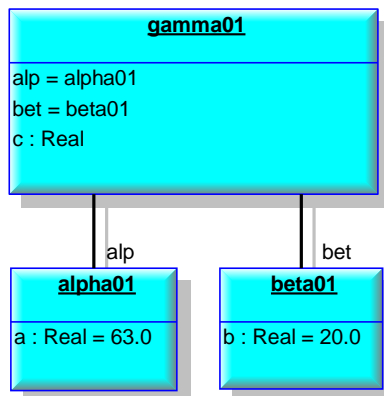 gamma01
alp = alpha01
bet = beta01
c : Real
alp
bet
alpha01
a : Real = 63.0
beta01
b : Real = 20.0